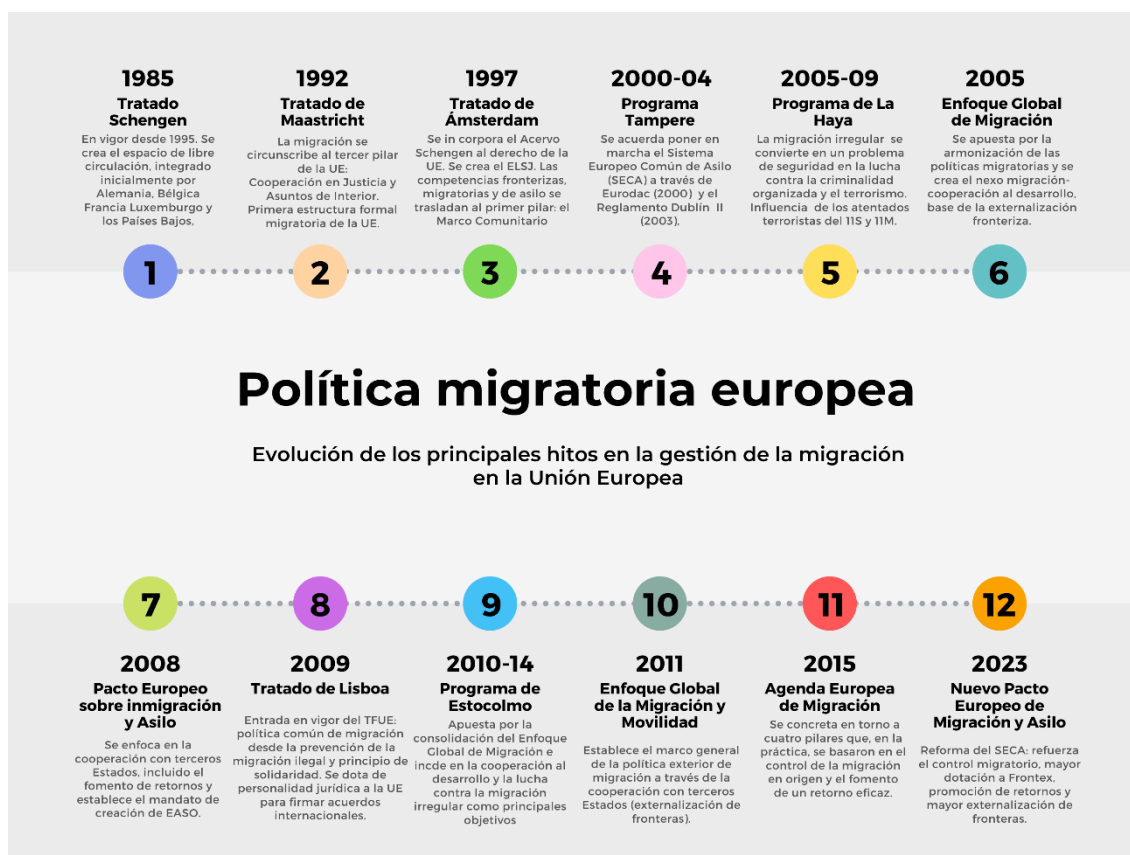 1985
Tratado
Schengen
En vigor desde 1995. Se
crea el espacio de libre
circulación, integrado
inicialmente por
Alemania, Bélgica
Francia Luxemburgo y
los Países Bajos,
1
1992
Tratado de
Maastricht
La migración se
circunscribe al tercer pilar
de la UE:
Cooperación en Justicia y
Asuntos de Interior.
Primera estructura formal
migratoria de la UE.
2
1997
Tratado de
Ámsterdam
Se in corpora el Acervo
Schengen al derecho de la
UE. Se crea el ELSJ. Las
competencias fronterizas,
migratorias y de asilo se
trasladan al primer pilar: el
Marco Comunitario
3
2000-04
Programa
Tampere
Se acuerda poner en
marcha el Sistema
Europeo Común de Asilo
(SECA) a través de
Eurodac (2000) y el
Reglamento Dublín II
(2003),
4
2005-09
Programa de La
Haya
La migración irregular se
convierte en un problema
de seguridad en la lucha
contra la criminalidad
organizada y el terrorismo.
Influencia de los atentados
terroristas del 11S y 11M.
5
2005
Enfoque Global
de Migración
Se apuesta por la
armonización de las
políticas migratorias y se
crea el nexo migración-
cooperación al desarrollo,
base de la externalización
fronteriza.
6
Política migratoria europea
Evolución de los principales hitos en la gestión de la migración
en la Unión Europea
7
2008
Pacto Europeo
sobre inmigración
y Asilo
Se enfoca en la
cooperación con terceros
Estados, incluido el
fomento de retornos y
establece el mandato de
creación de EASO.
8
2009
Tratado de Lisboa
Entrada en vigor del TFUE:
política común de migración
desde la prevención de la
migración ilegal y principio de
solidaridad. Se dota de
personalidad jurídica a la UE
para firmar acuerdos
internacionales.
9
2010-14
Programa de
Estocolmo
Apuesta por la
consolidación del Enfoque
Global de Migración e
incde en la cooperación al
desarrollo y la lucha
contra la migración
irregular como principales
objetivos
10
2011
Enfoque Global
de la Migración y
Movilidad
Establece el marco general
de la política exterior de
migración a través de la
cooperación con terceros
Estados (externalización de
fronteras).
11
2015
Agenda Europea
de Migración
Se concreta en torno a
cuatro pilares que, en la
práctica, se basaron en el
control de la migración
en origen y el fomento
de un retorno eficaz.
12
2023
Nuevo Pacto
Europeo de
Migración y Asilo
Reforma del SECA: refuerza
el control migratorio, mayor
dotación a Frontex,
promoción de retornos y
mayor externalización de
fronteras.